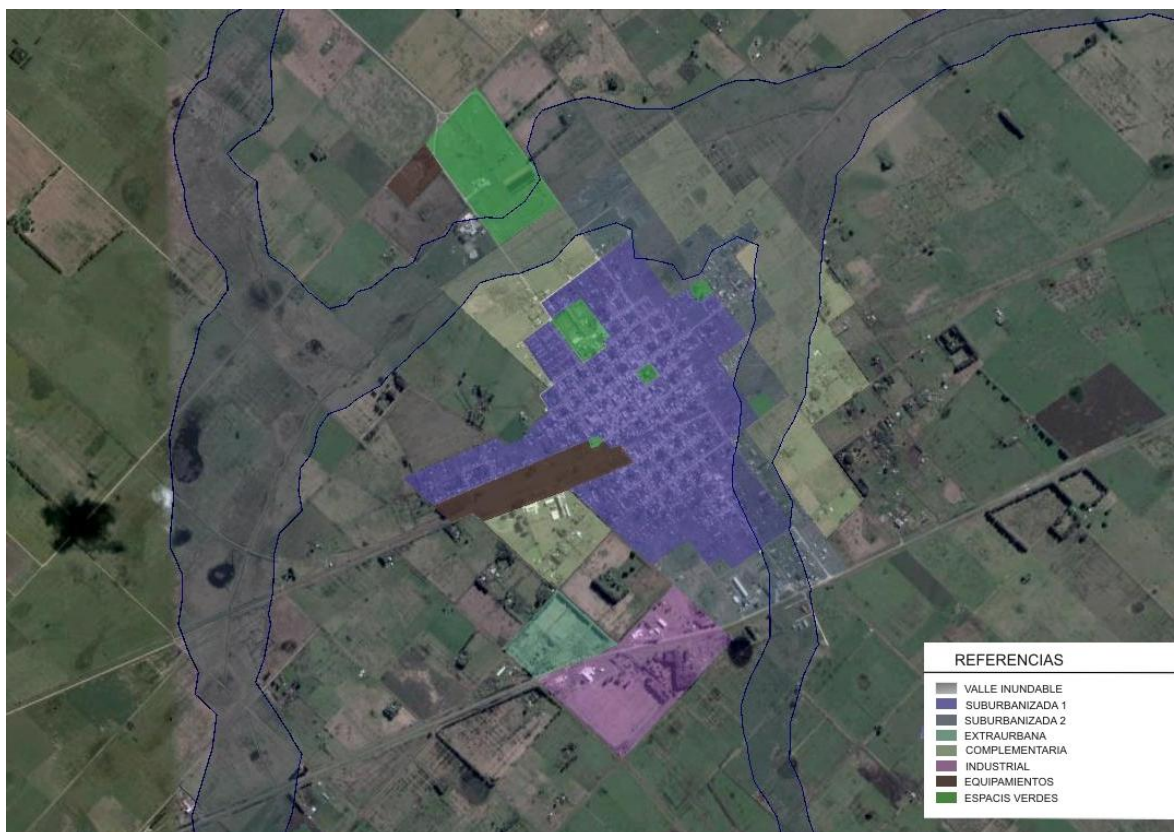 REFERENCIAS
VALLE INUNDABLE
SUBURBANIZADA 1
SUBURBANIZADA 2
EXTRAURBANA
COMPLEMENTARIA
INDUSTRIAL
EQUIPAMIENTOS
ESPACIS VERDES